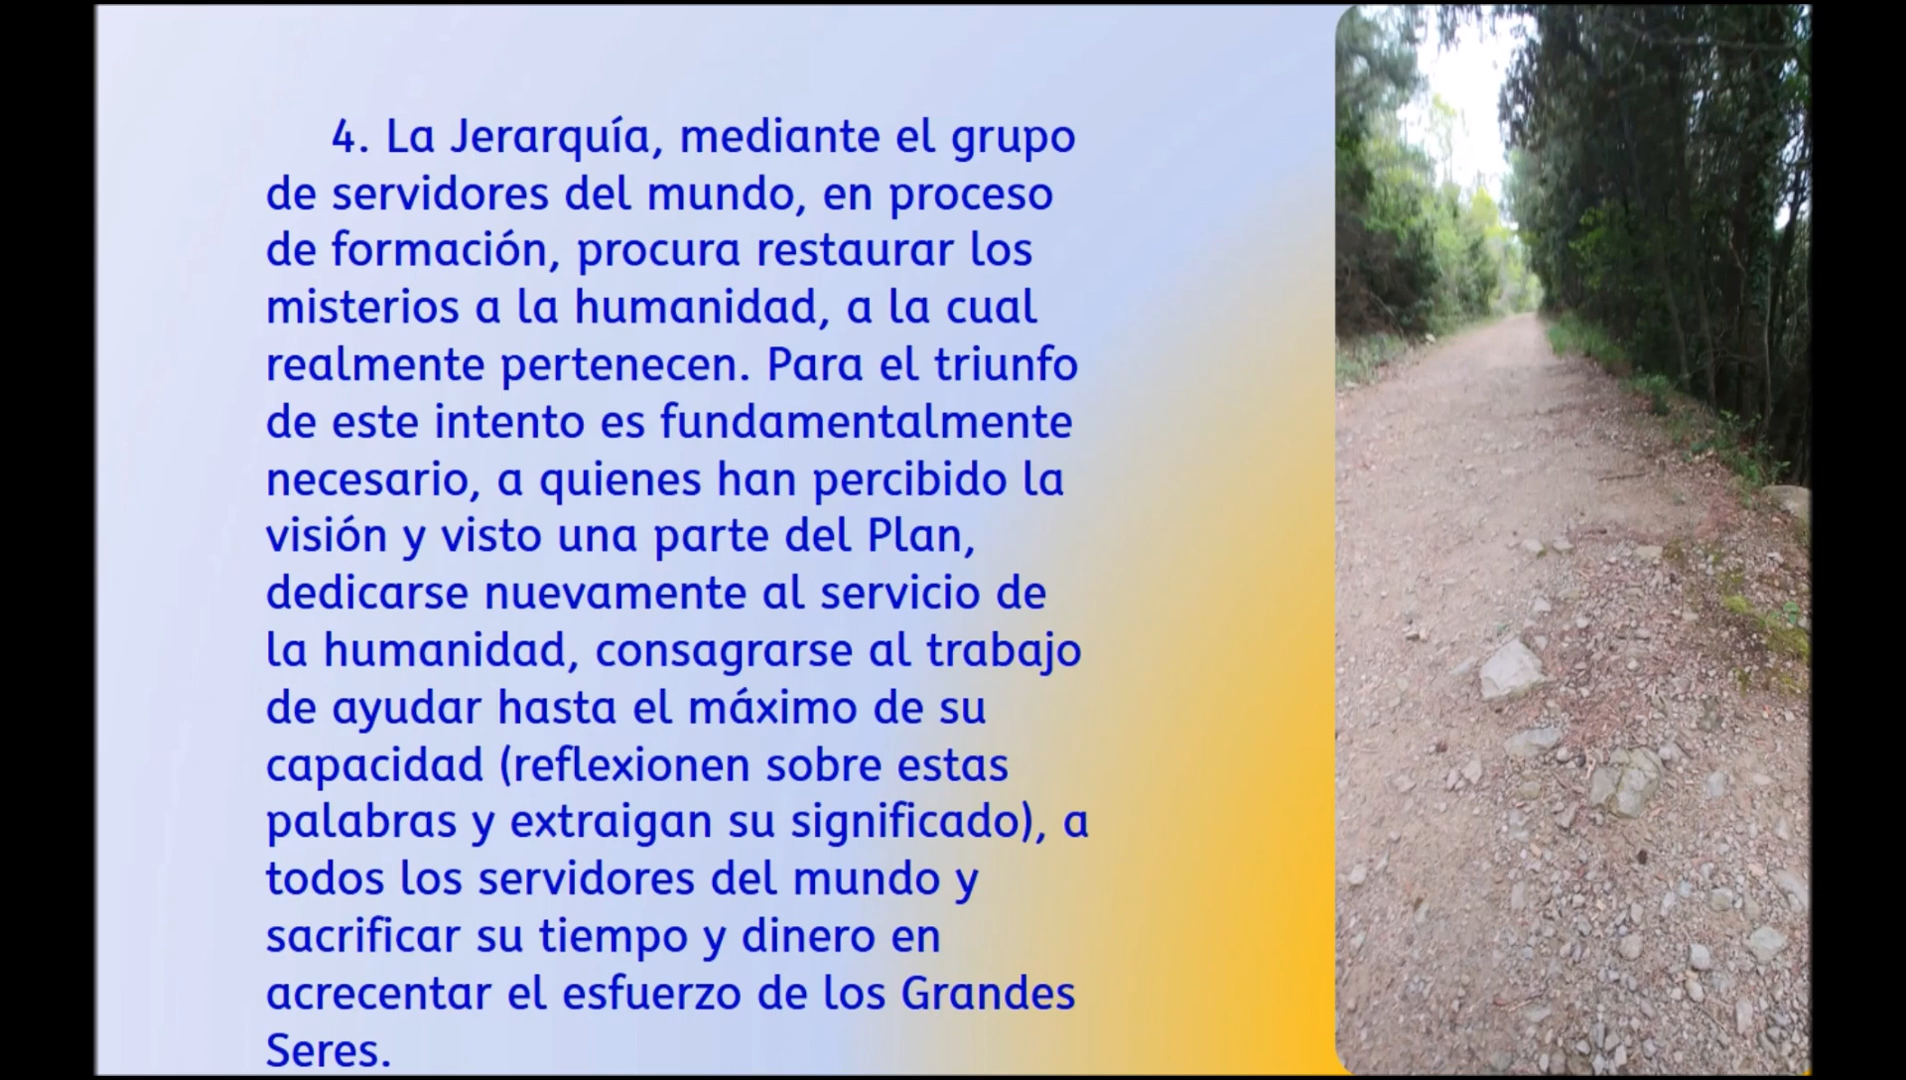 4. La Jerarquía, mediante el grupo
de servidores del mundo, en proceso
de formación, procura restaurar los
misterios a la humanidad, a la cual
realmente pertenecen. Para el triunfo
de este intento es fundamentalmente
necesario, a quienes han percibido la
visión y visto una parte del Plan,
dedicarse nuevamente al servicio de
la humanidad, consagrarse al trabajo
de ayudar hasta el máximo de su
capacidad (reflexionen sobre estas
palabras y extraigan su significado), a
todos los servidores del mundo y
sacrificar su tiempo y dinero en
acrecentar el esfuerzo de los Grandes
Seres.